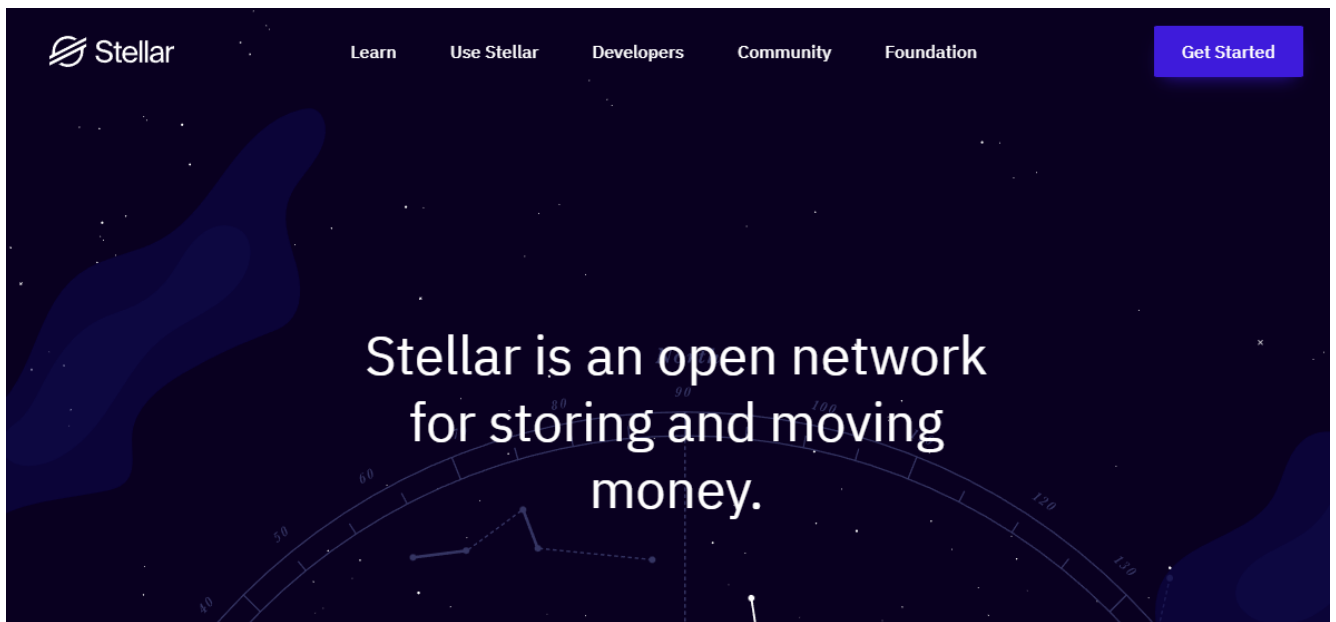 Stellar
Learn Use Stellar Developers Community Foundation
Get Started
Stellar is an open network
for storing and moving
money.
90
80
100
60
120
50
130
40